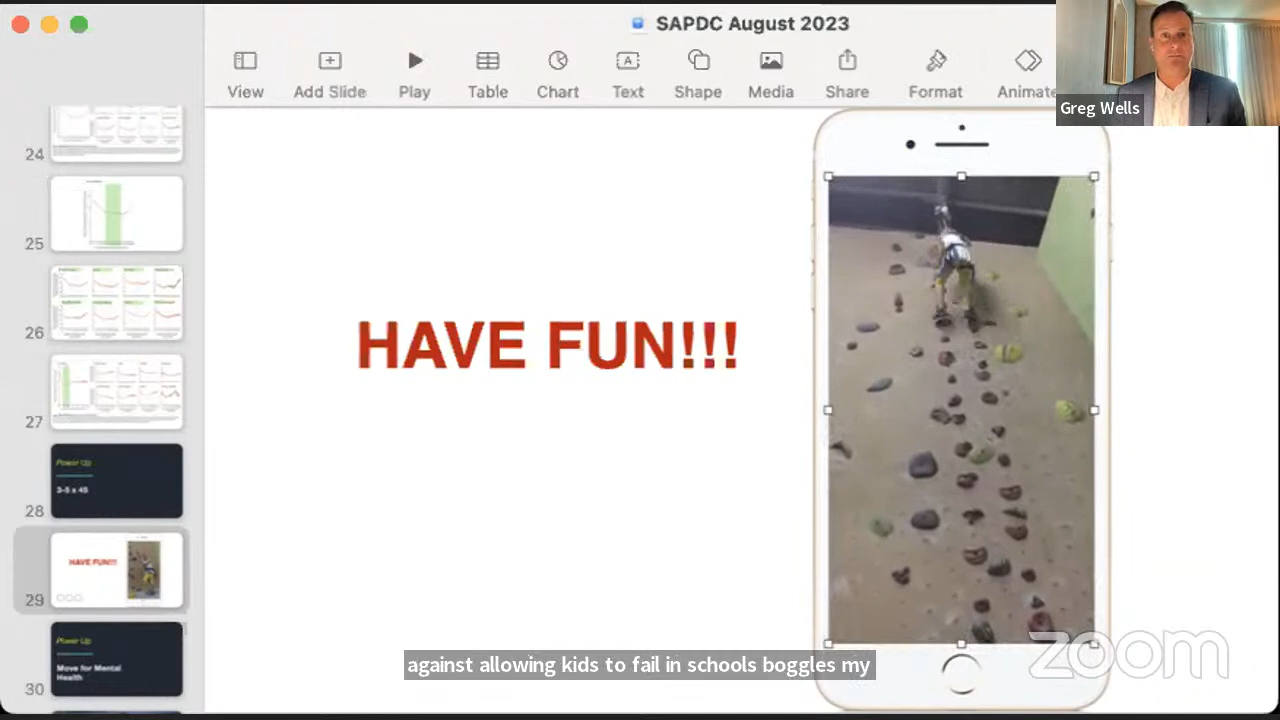 SAPDC August 2023
View
Add Slide
Play
Table
Chart
Text
Shape
Media
Share
Format
Animate
Greg Wells
24
25
26
27
Power Up
3-5 x 45
28
HAVE FUN!!!
29
Power Up
Move for Mental
Health
30
HAVE FUN!!!
against allowing kids to fail in schools boggles my
zoom